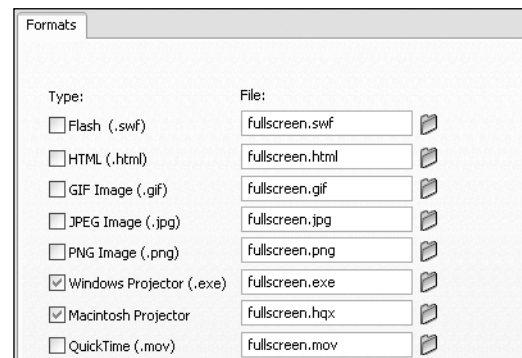 Formats
Type: File:
Flash (.swf) fullscreen.swf
HTML (.html) fullscreen.html
GIF Image (.gif) fullscreen.gif
JPEG Image (.jpg) fullscreen.jpg
PNG Image (.png) fullscreen.png
Windows Projector (.exe) fullscreen.exe
Macintosh Projector fullscreen.hqx
QuickTime (.mov) fullscreen.mov